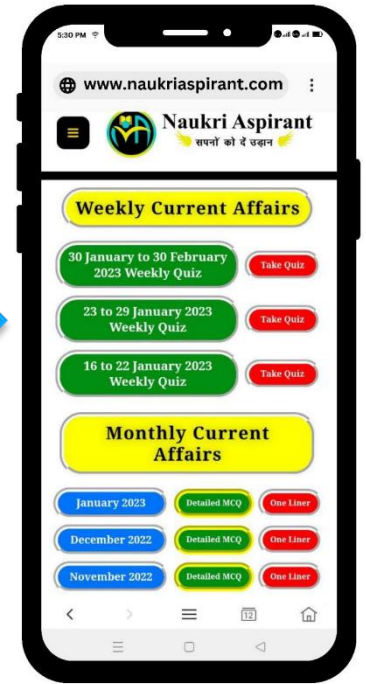 5:30 PM
www.naukriaspirant.com
Naukri Aspirant
सपनों को दें उड़ान
Weekly Current Affairs
30 January to 30 February
2023 Weekly Quiz
Take Quiz
23 to 29 January 2023
Weekly Quiz
Take Quiz
16 to 22 January 2023
Weekly Quiz
Take Quiz
Monthly Current
Affairs
January 2023 Detailed MCQ One Liner
December 2022 Detailed MCQ One Liner
November 2022 Detailed MCQ One Liner
12